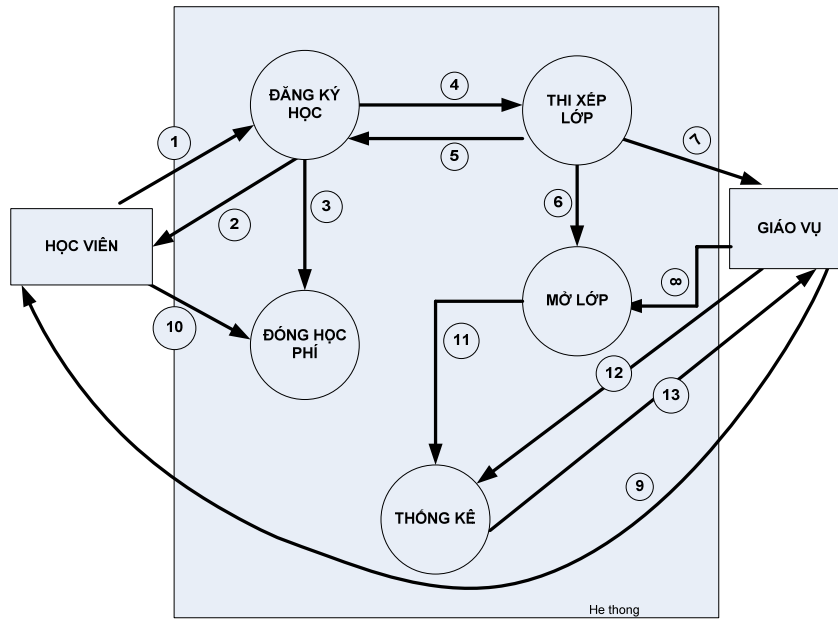 ĐĂNG KÝ
HỌC
4
THI XẾP
LỚP
1
5
7
2
3
6
HỌC VIÊN
GIÁO VỤ
8
MỞ LỚP
10
ĐÓNG HỌC
PHÍ
11
12
13
9
THỐNG KÊ
He thong